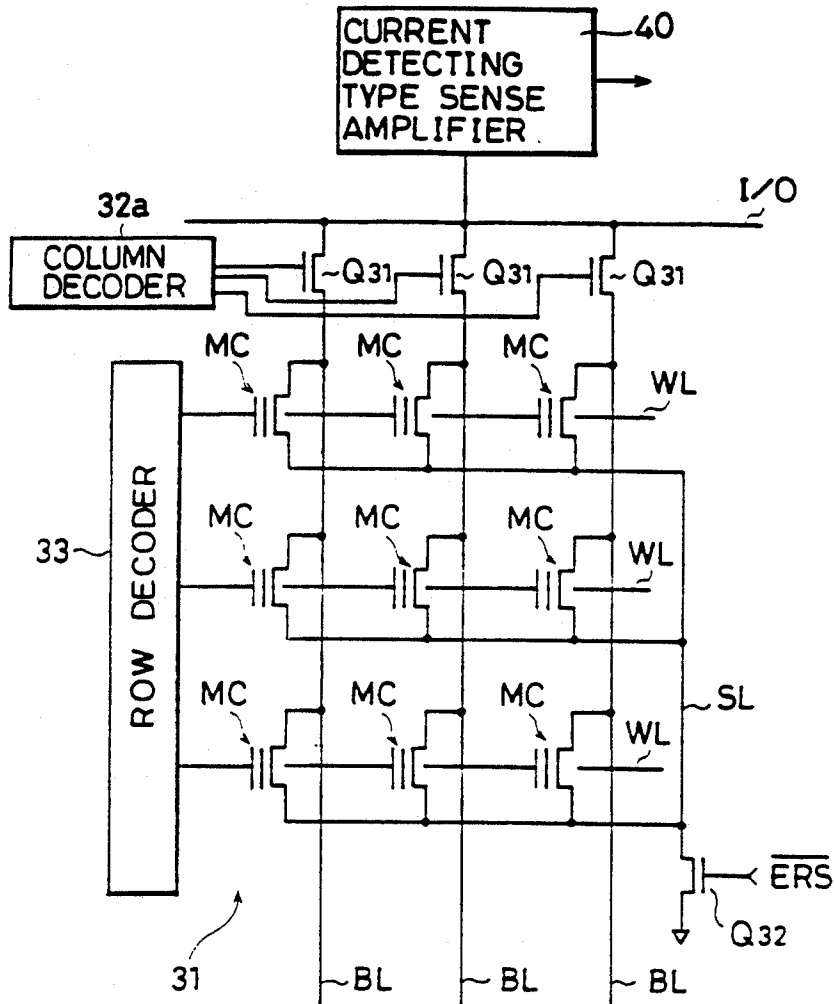 CURRENT
DETECTING
TYPE SENSE
AMPLIFIER
40
I/O
32a
COLUMN
DECODER
Q31
Q31
Q31
MC
MC
MC
WL
33
ROW DECODER
MC
MC
MC
WL
MC
MC
MC
WL
SL
E̅R̅S̅
Q32
31
BL
BL
BL